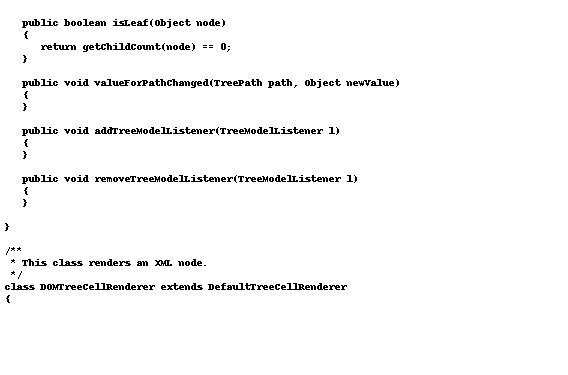 public boolean isLeaf(Object node)
{
return getChildCount(node) == 0;
}
public void valueForPathChanged(TreePath path, Object newValue)
{
}
public void addTreeModelListener(TreeModelListener l)
{
}
public void removeTreeModelListener(TreeModelListener l)
{
}
}
/**
* This class renders an XML node.
*/
class DOMTreeCellRenderer extends DefaultTreeCellRenderer
{